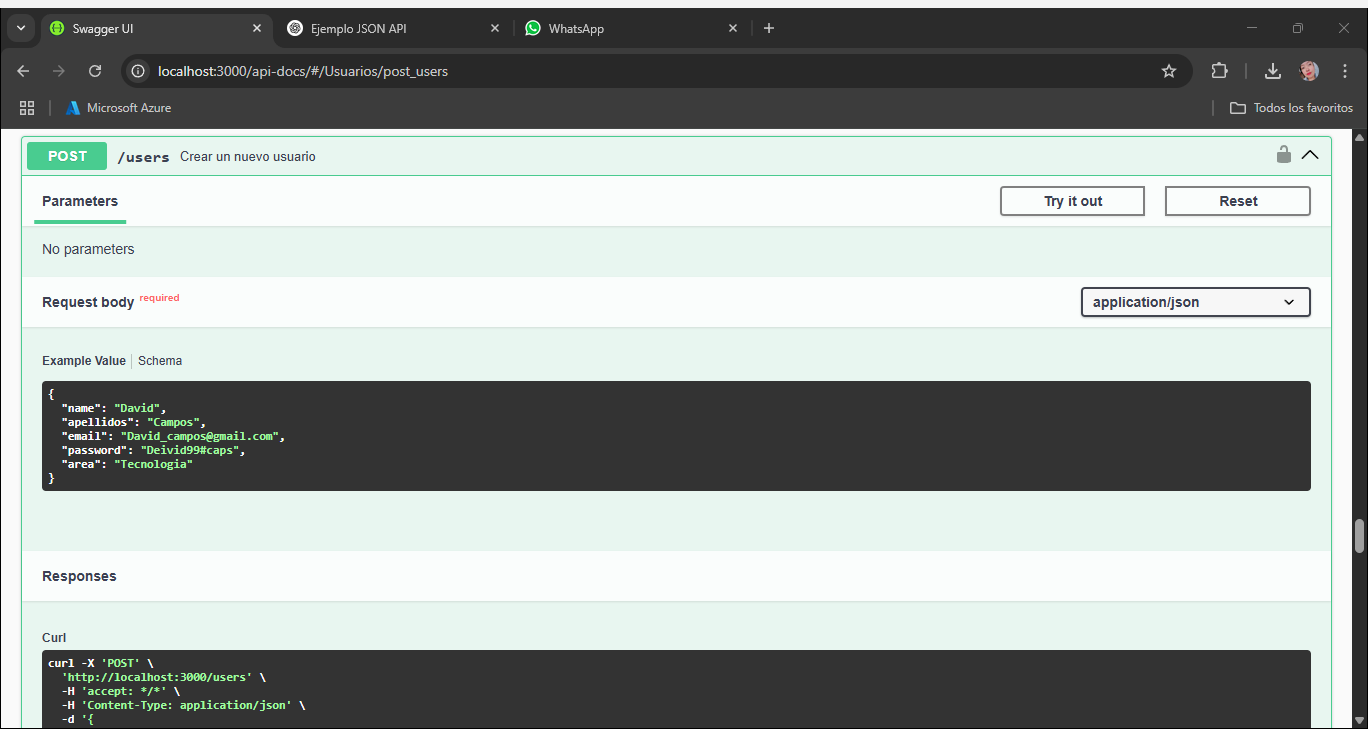 Swagger UI
Ejemplo JSON API
WhatsApp
localhost:3000/api-docs/#/Usuarios/post_users
Microsoft Azure
Todos los favoritos
POST /users Crear un nuevo usuario
Parameters
Try it out
Reset
No parameters
Request body required
application/json
Example Value
Schema
{
  "name": "David",
  "apellidos": "Campos",
  "email": "David_campos@gmail.com",
  "password": "Deivid99#caps",
  "area": "Tecnologia"
}
Responses
Curl
curl -X 'POST' \
  'http://localhost:3000/users' \
  -H 'accept: */*' \
  -H 'Content-Type: application/json' \
  -d '{